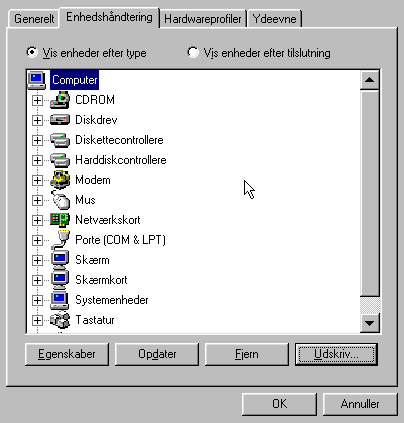 Generelt Enhedshåndtering Hardwareprofiler Ydeevne
Vis enheder efter type Vis enheder efter tilslutning
Computer
CDROM
Diskdrev
Diskettecontrollere
Harddiskcontrollere
Modem
Mus
Netværkskort
Porte (COM & LPT)
Skærm
Skærmkort
Systemenheder
Tastatur
Egenskaber Opdater Fjern Udskriv...
OK Annuller